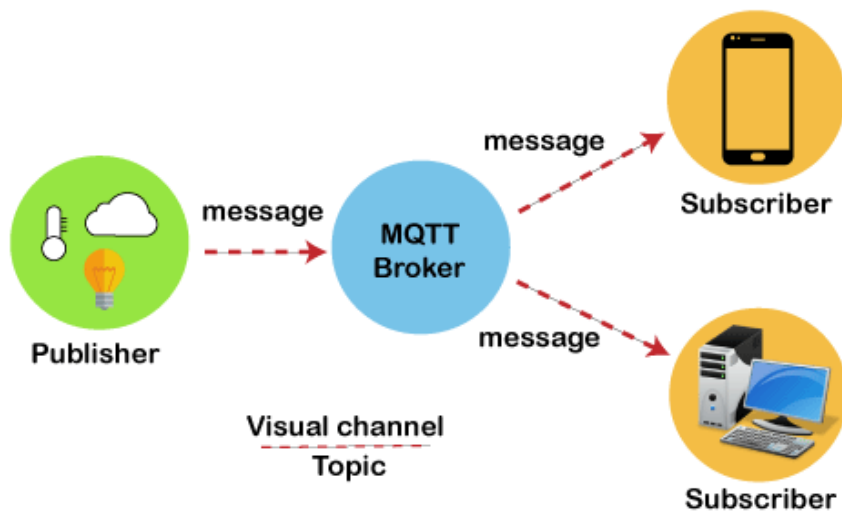 message
Subscriber
message
MQTT
Broker
Publisher
message
Visual channel
Topic
Subscriber